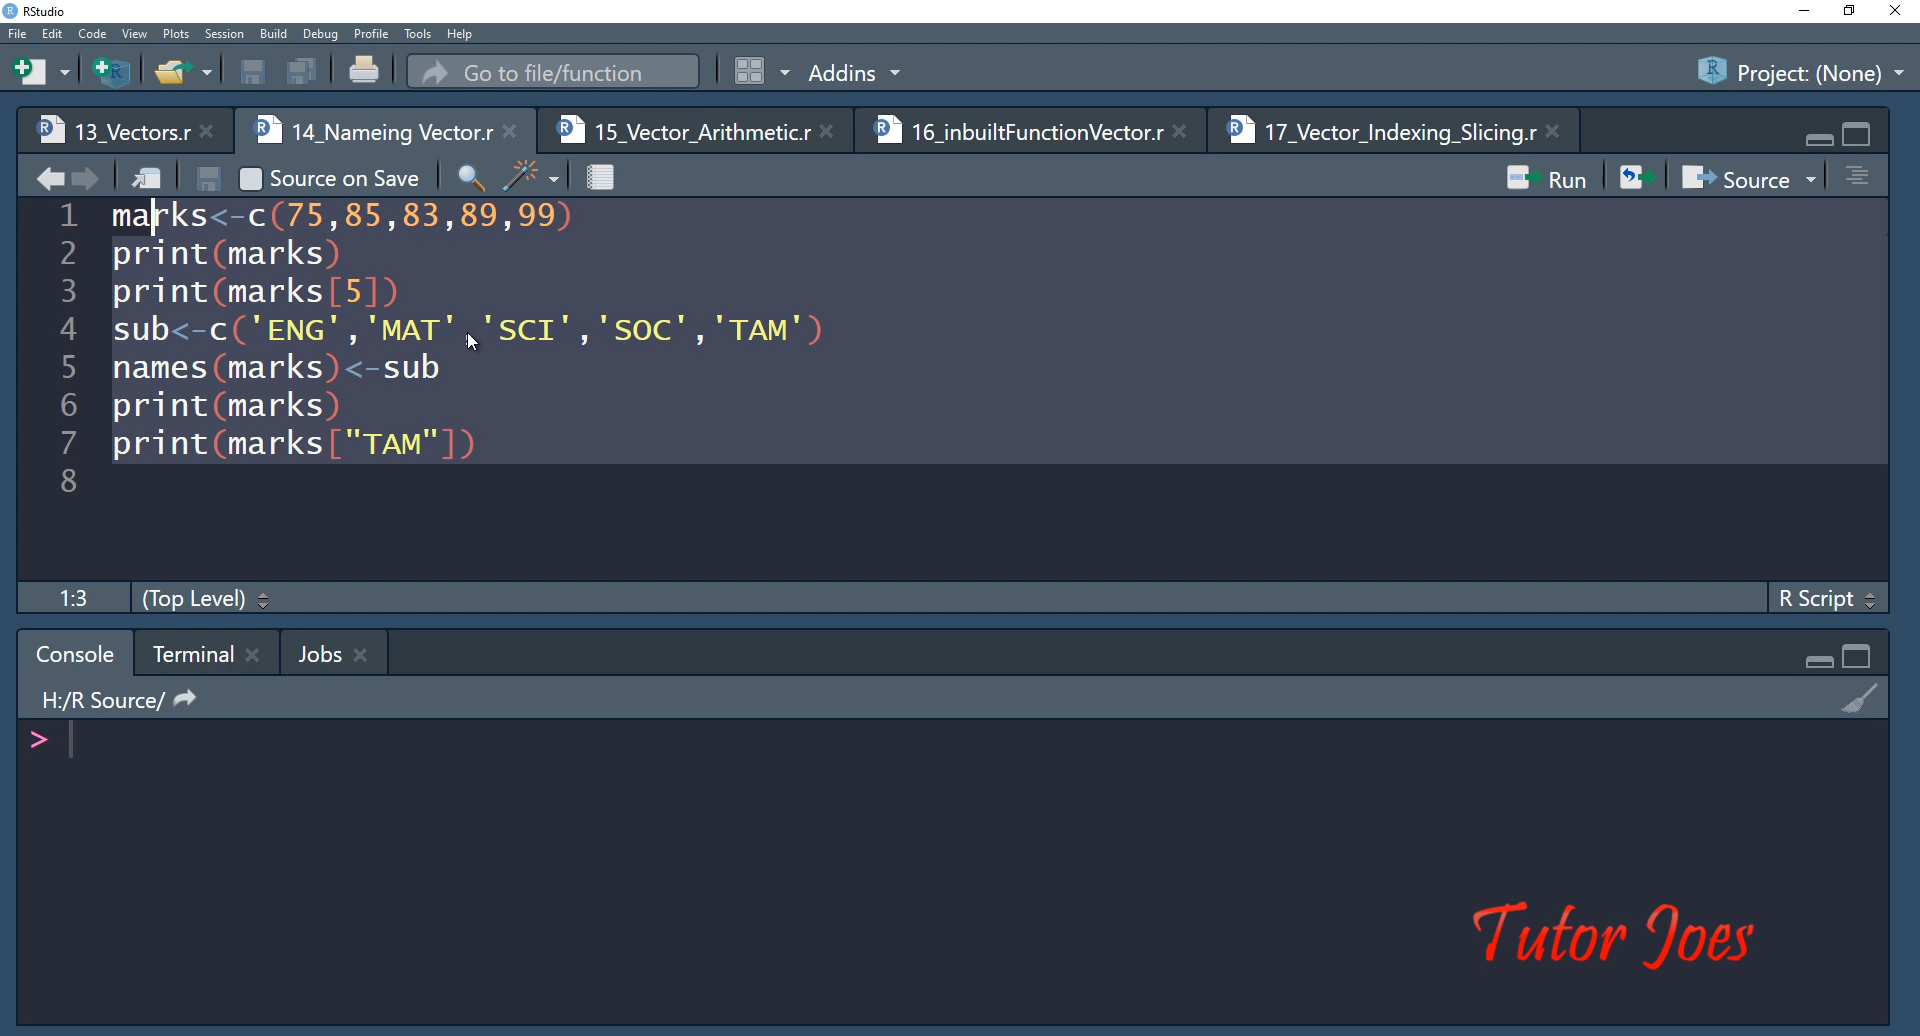 RStudio
File Edit Code View Plots Session Build Debug Profile Tools Help
Go to file/function Addins Project: (None)
13_Vectors.r 14_Nameing Vector.r 15_Vector_Arithmetic.r 16_inbuiltFunctionVector.r 17_Vector_Indexing_Slicing.r
Source on Save Run Source
1 marks<-c(75,85,83,89,99)
2 print(marks)
3 print(marks[5])
4 sub<-c('ENG','MAT','SCI','SOC','TAM')
5 names(marks)<-sub
6 print(marks)
7 print(marks["TAM"])
8
1:3 (Top Level) R Script
Console Terminal Jobs
H:/R Source/
>
Tutor Joes